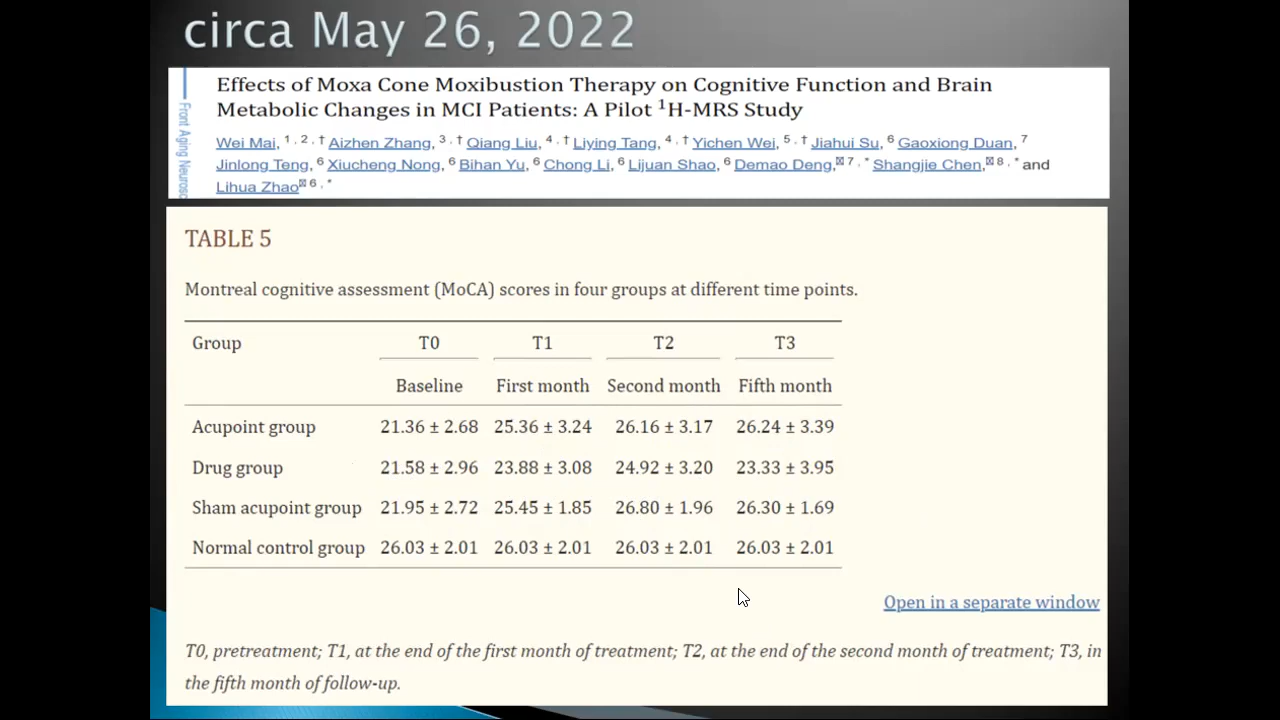 circa May 26, 2022
Front Aging Neurosc
Effects of Moxa Cone Moxibustion Therapy on Cognitive Function and Brain
Metabolic Changes in MCI Patients: A Pilot ¹H-MRS Study
Wei Mai, 1, 2, † Aizhen Zhang, 3, † Qiang Liu, 4, † Liying Tang, 4, † Yichen Wei, 5, † Jiahui Su, 6 Gaoxiong Duan, 7
Jinlong Teng, 6 Xiucheng Nong, 6 Bihan Yu, 6 Chong Li, 6 Lijuan Shao, 6 Demao Deng, 7, * Shangjie Chen, 8, * and
Lihua Zhao 6, *
TABLE 5
Montreal cognitive assessment (MoCA) scores in four groups at different time points.
Group T0 T1 T2 T3
Baseline First month Second month Fifth month
Acupoint group 21.36 ± 2.68 25.36 ± 3.24 26.16 ± 3.17 26.24 ± 3.39
Drug group 21.58 ± 2.96 23.88 ± 3.08 24.92 ± 3.20 23.33 ± 3.95
Sham acupoint group 21.95 ± 2.72 25.45 ± 1.85 26.80 ± 1.96 26.30 ± 1.69
Normal control group 26.03 ± 2.01 26.03 ± 2.01 26.03 ± 2.01 26.03 ± 2.01
Open in a separate window
T0, pretreatment; T1, at the end of the first month of treatment; T2, at the end of the second month of treatment; T3, in
the fifth month of follow-up.